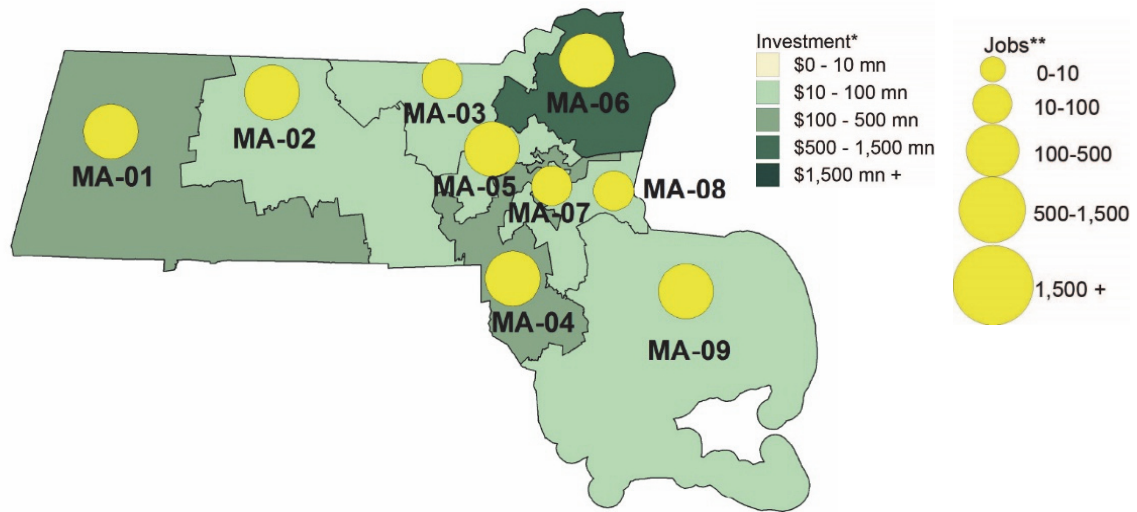 MA-01
MA-02
MA-03
MA-06
MA-05
MA-07
MA-08
MA-04
MA-09
Investment*
$0 - 10 mn
$10 - 100 mn
$100 - 500 mn
$500 - 1,500 mn
$1,500 mn +
Jobs**
0-10
10-100
100-500
500-1,500
1,500 +